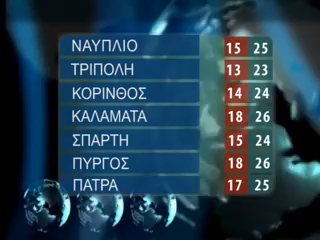 ΝΑΥΠΛΙΟ 15 25
ΤΡΙΠΟΛΗ 13 23
ΚΟΡΙΝΘΟΣ 14 24
ΚΑΛΑΜΑΤΑ 18 26
ΣΠΑΡΤΗ 15 24
ΠΥΡΓΟΣ 18 26
ΠΑΤΡΑ 17 25